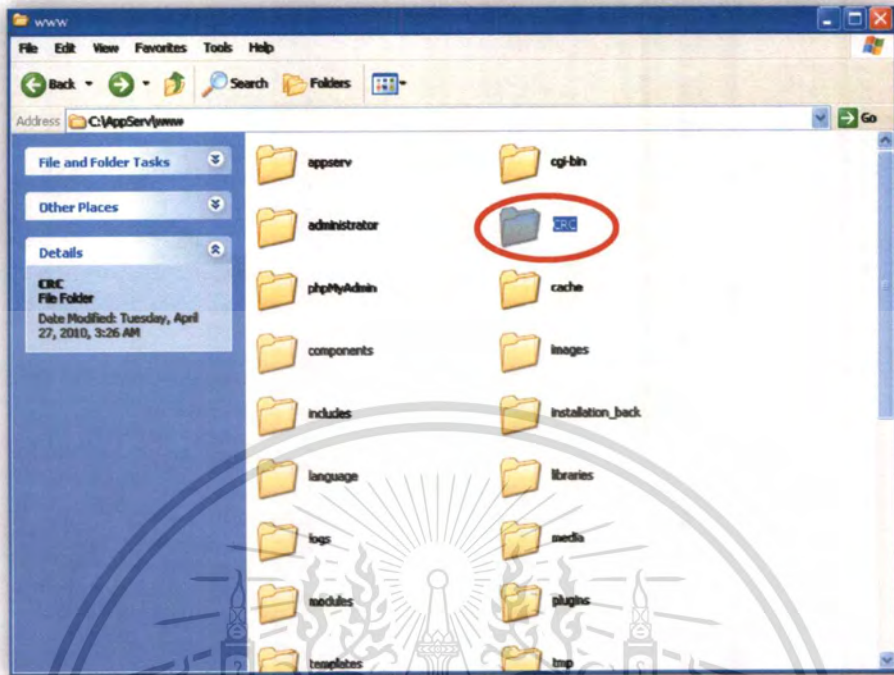 www
File Edit View Favorites Tools Help
Back Search Folders
Address C:\AppServ\www Go
File and Folder Tasks
Other Places
Details
CRC
File Folder
Date Modified: Tuesday, April
27, 2010, 3:26 AM
appserv cgi-bin
administrator CRC
phpMyAdmin cache
components images
includes installation_back
language libraries
logs media
modules plugins
templates tmp